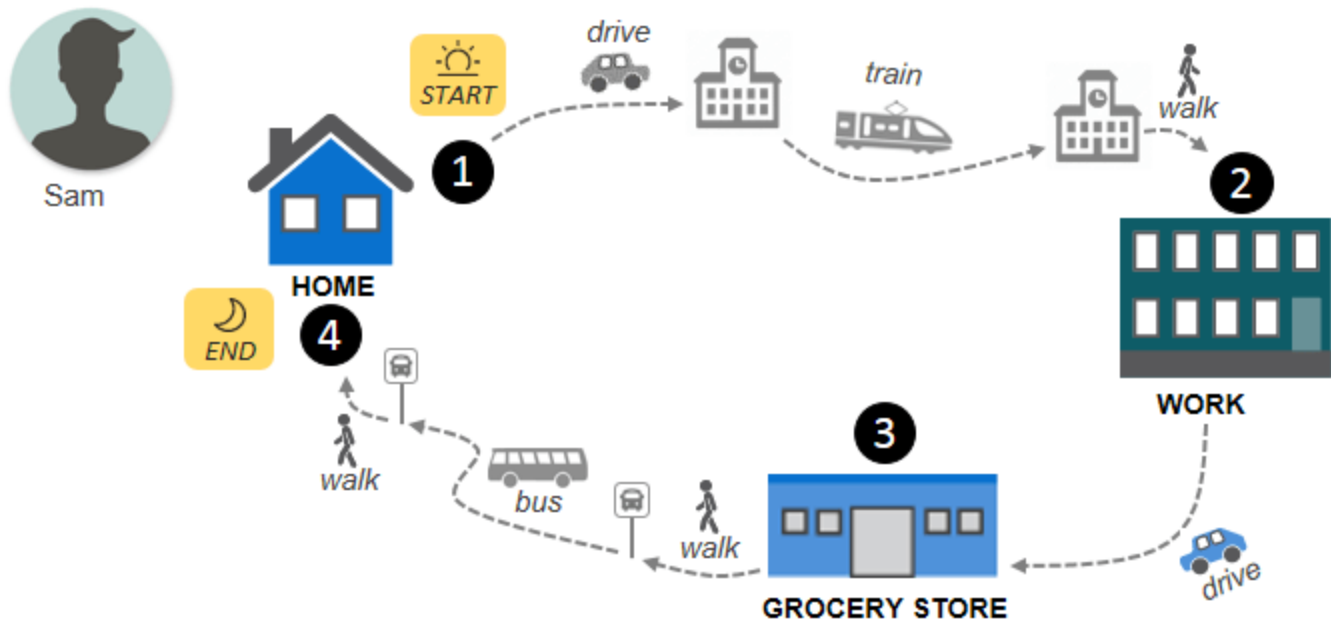 Sam
START
1
drive
train
walk
2
HOME
WORK
END
4
walk
bus
walk
3
GROCERY STORE
drive